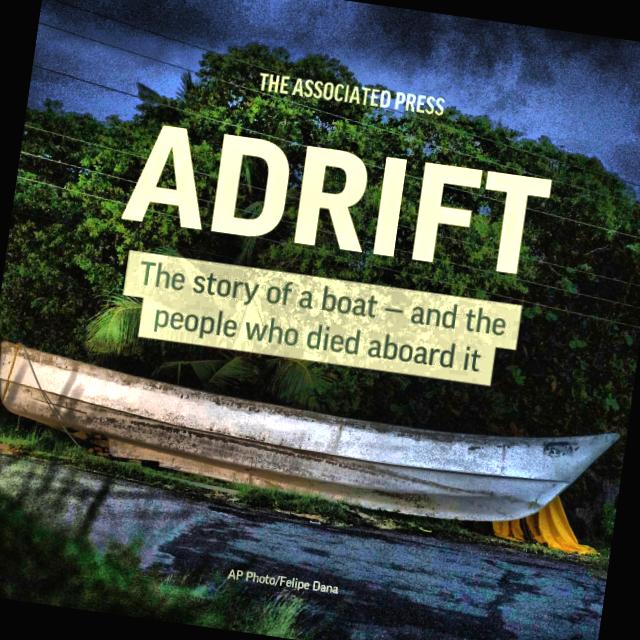 THE ASSOCIATED PRESS
ADRIFT
The story of a boat — and the
people who died aboard it
AP Photo/Felipe Dana